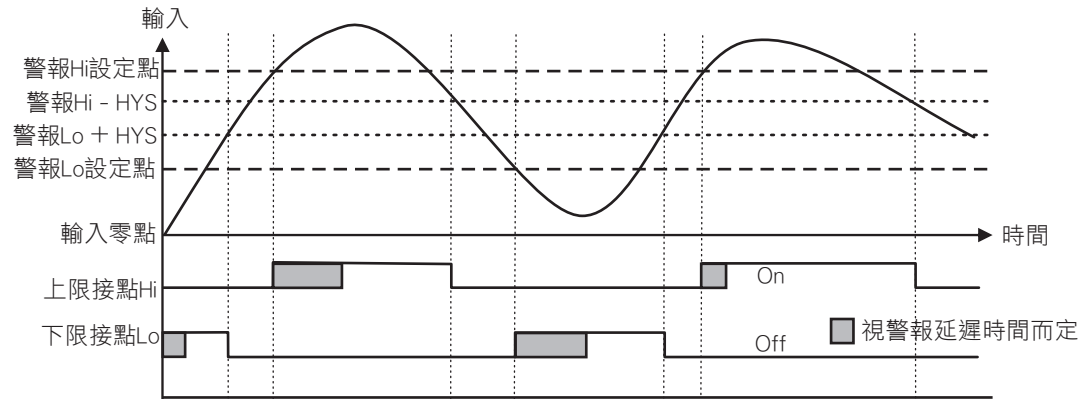 輸入
警報Hi設定點
警報Hi - HYS
警報Lo + HYS
警報Lo設定點
輸入零點
時間
上限接點Hi
On
下限接點Lo
Off
視警報延遲時間而定